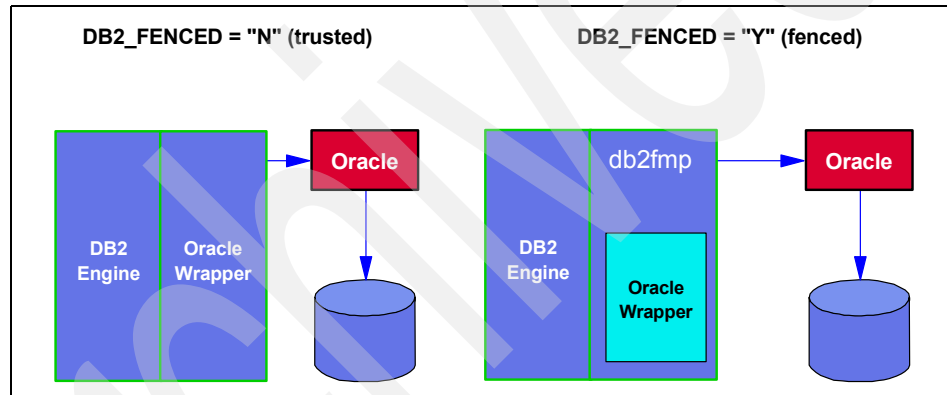 DB2_FENCED = "N" (trusted)
DB2_FENCED = "Y" (fenced)
DB2
Engine
Oracle
Wrapper
Oracle
DB2
Engine
db2fmp
Oracle
Wrapper
Oracle